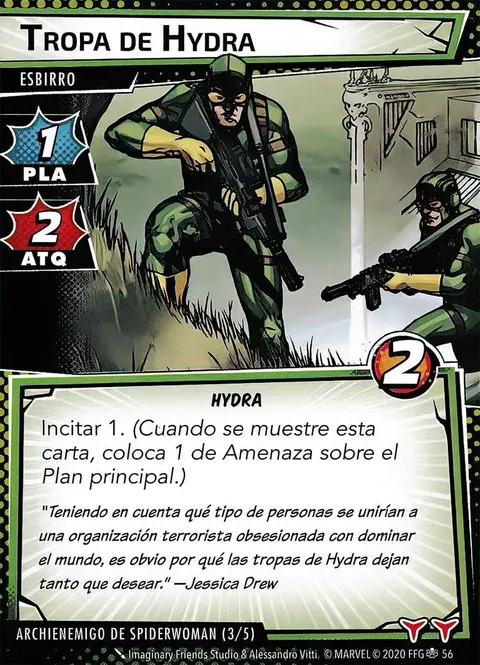 Tropa de Hydra
ESBIRRO
1
PLA
2
ATQ
2
HYDRA
Incitar 1. (Cuando se muestre esta
carta, coloca 1 de Amenaza sobre el
Plan principal.)
"Teniendo en cuenta qué tipo de personas se unirían a
una organización terrorista obsesionada con dominar
el mundo, es obvio por qué las tropas de Hydra dejan
tanto que desear." —Jessica Drew
ARCHIENEMIGO DE SPIDERWOMAN (3/5)
Imaginary Friends Studio & Alessandro Vitti. © MARVEL © 2020 FFG 56